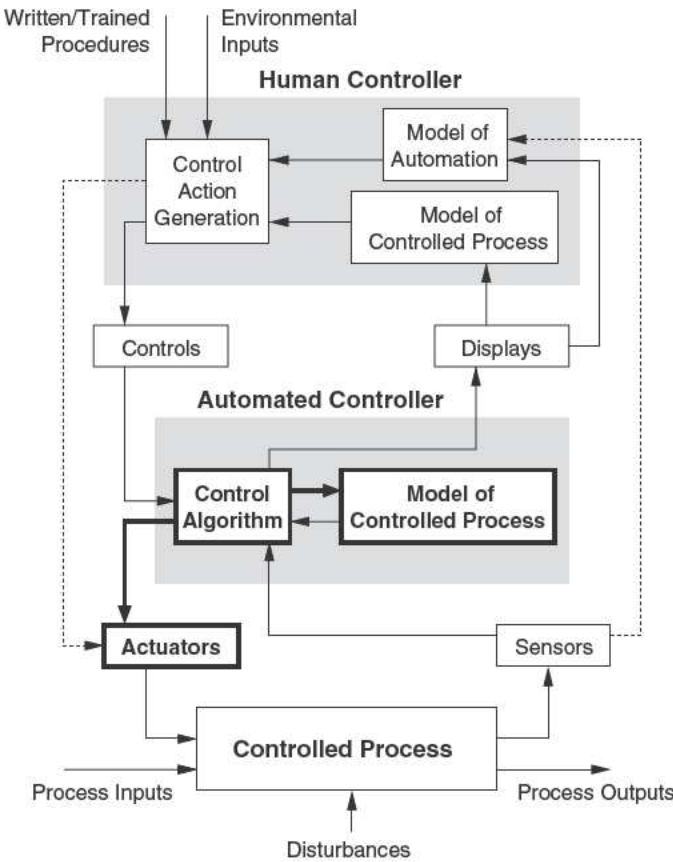 Written/Trained
Procedures
Environmental
Inputs
Human Controller
Control
Action
Generation
Model of
Automation
Model of
Controlled Process
Controls
Displays
Automated Controller
Control
Algorithm
Model of
Controlled Process
Actuators
Sensors
Controlled Process
Process Inputs
Process Outputs
Disturbances